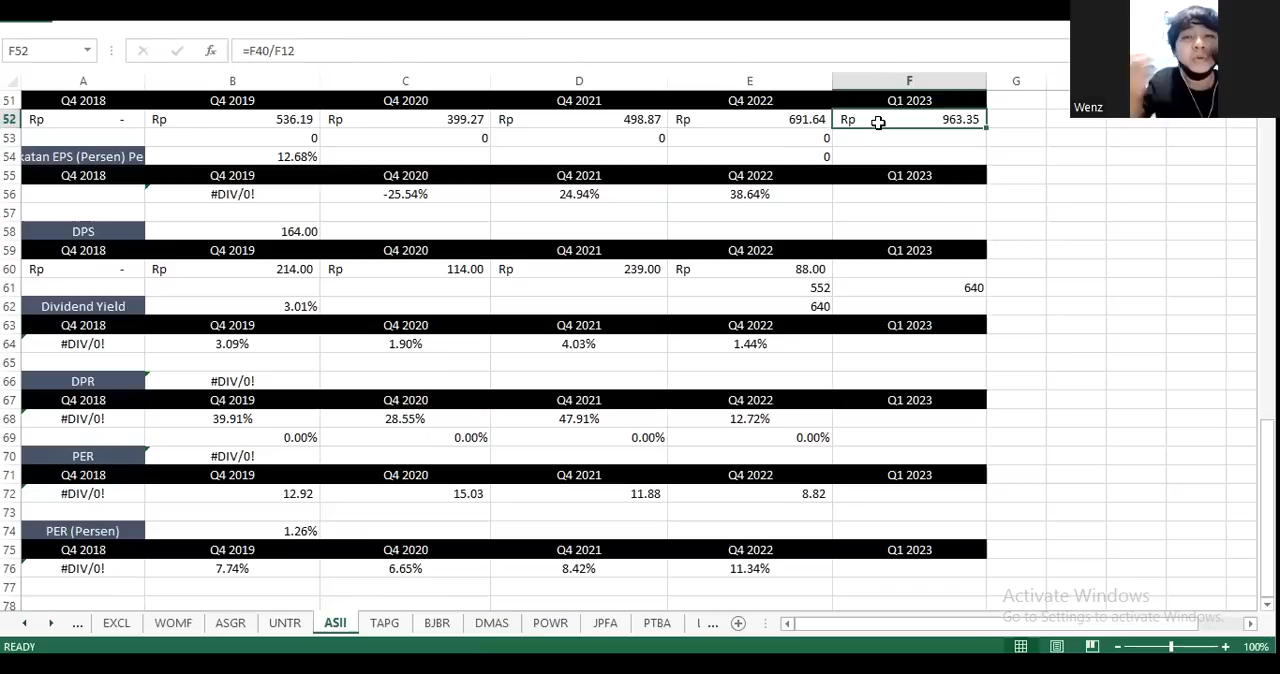 F52 fx =F40/F12
A B C D E F G
51 Q4 2018 Q4 2019 Q4 2020 Q4 2021 Q4 2022 Q1 2023
52 Rp - Rp 536.19 Rp 399.27 Rp 498.87 Rp 691.64 Rp 963.35
53 0 0 0 0
54 katan EPS (Persen) Pe 12.68% 0
55 Q4 2018 Q4 2019 Q4 2020 Q4 2021 Q4 2022 Q1 2023
56 #DIV/0! -25.54% 24.94% 38.64%
57
58 DPS 164.00
59 Q4 2018 Q4 2019 Q4 2020 Q4 2021 Q4 2022 Q1 2023
60 Rp - Rp 214.00 Rp 114.00 Rp 239.00 Rp 88.00
61 552 640
62 Dividend Yield 3.01% 640
63 Q4 2018 Q4 2019 Q4 2020 Q4 2021 Q4 2022 Q1 2023
64 #DIV/0! 3.09% 1.90% 4.03% 1.44%
65
66 DPR #DIV/0!
67 Q4 2018 Q4 2019 Q4 2020 Q4 2021 Q4 2022 Q1 2023
68 #DIV/0! 39.91% 28.55% 47.91% 12.72%
69 0.00% 0.00% 0.00% 0.00%
70 PER #DIV/0!
71 Q4 2018 Q4 2019 Q4 2020 Q4 2021 Q4 2022 Q1 2023
72 #DIV/0! 12.92 15.03 11.88 8.82
73
74 PER (Persen) 1.26%
75 Q4 2018 Q4 2019 Q4 2020 Q4 2021 Q4 2022 Q1 2023
76 #DIV/0! 7.74% 6.65% 8.42% 11.34%
77
78
Wenz
Activate Windows
Go to Settings to activate Windows.
... EXCL WOMF ASGR UNTR ASII TAPG BJBR DMAS POWR JPFA PTBA ...
READY 100%